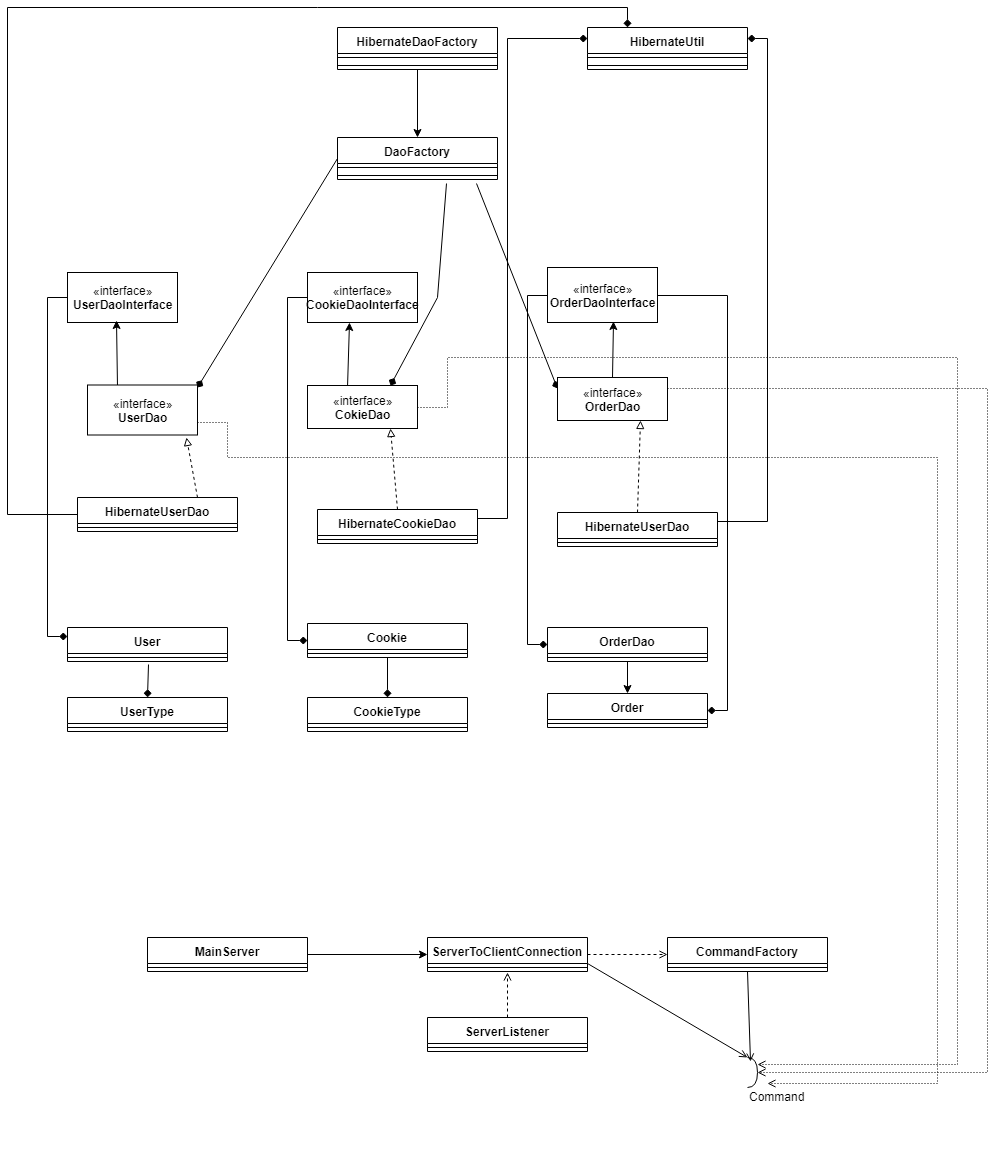 HibernateDaoFactory
HibernateUtil
DaoFactory
«interface»
UserDaoInterface
«interface»
CookieDaoInterface
«interface»
OrderDaoInterface
«interface»
UserDao
«interface»
CokieDao
«interface»
OrderDao
HibernateUserDao
HibernateCookieDao
HibernateUserDao
User
Cookie
OrderDao
UserType
CookieType
Order
MainServer
ServerToClientConnection
CommandFactory
ServerListener
Command